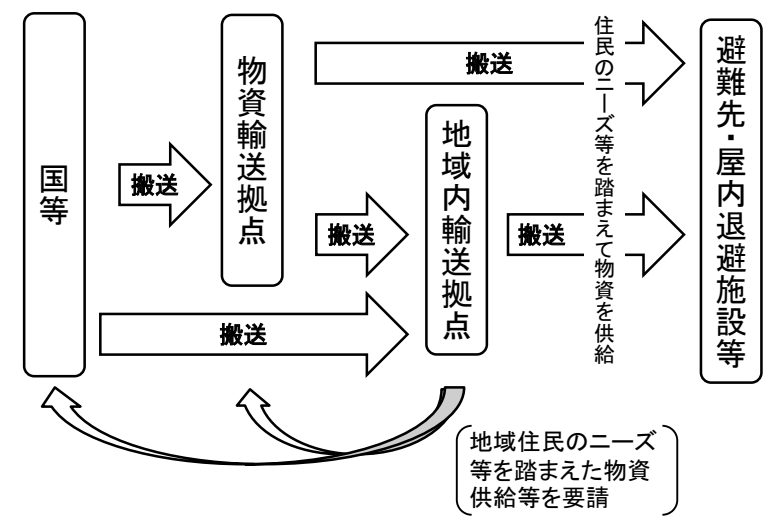 国等
搬送
搬送
物資輸送拠点
搬送
搬送
地域内輸送拠点
搬送
住民のニーズ等を踏まえて物資を供給
避難先・屋内退避施設等
地域住民のニーズ
等を踏まえた物資
供給等を要請